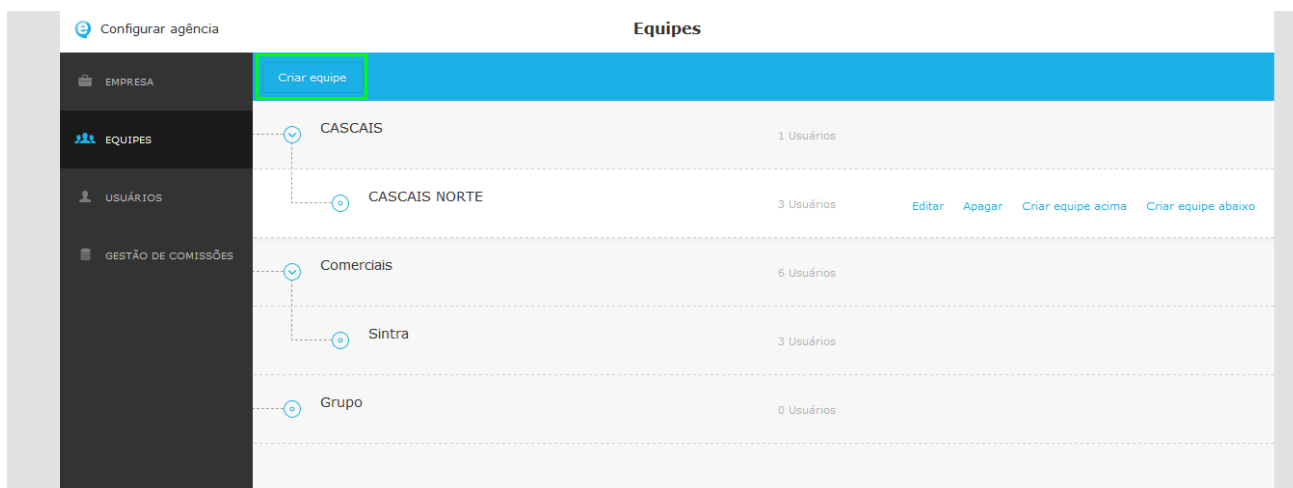 Configurar agência
Equipes
EMPRESA
Criar equipe
EQUIPES
CASCAIS
1 Usuários
USUÁRIOS
CASCAIS NORTE
3 Usuários
Editar Apagar Criar equipe acima Criar equipe abaixo
GESTÃO DE COMISSÕES
Comerciais
6 Usuários
Sintra
3 Usuários
Grupo
0 Usuários